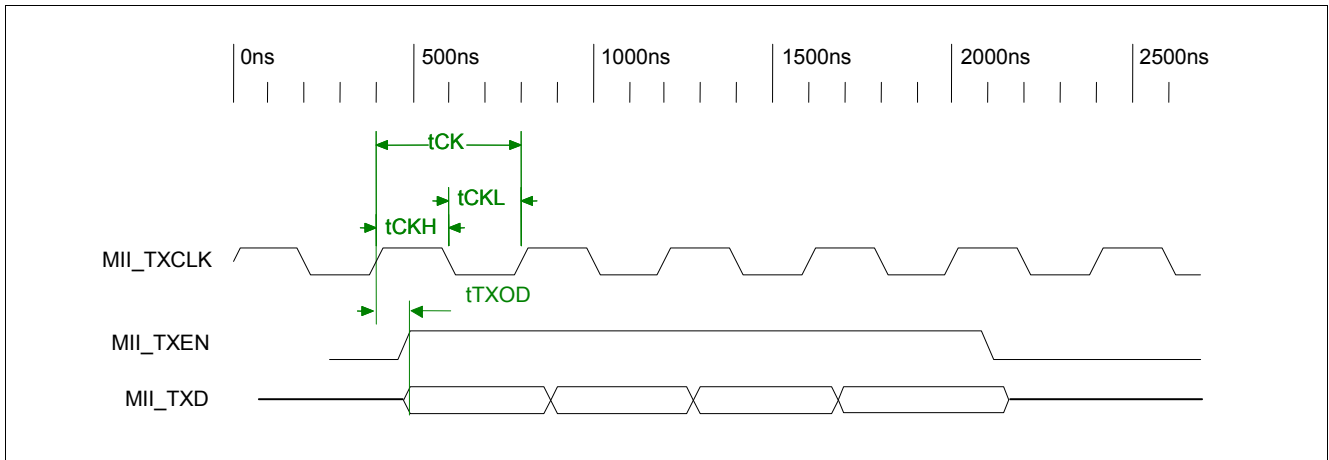 0ns 500ns 1000ns 1500ns 2000ns 2500ns
tCK
tCKL
tCKH
MII_TXCLK
tTXOD
MII_TXEN
MII_TXD